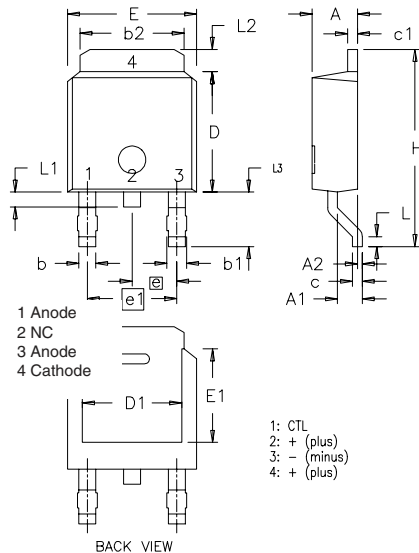 E
b2
L2
4
A
c1
D
H
L1
1
2
3
L3
L
b
e
b1
e1
A2
c
A1
1 Anode
2 NC
3 Anode
4 Cathode
D1
E1
1: CTL
2: + (plus)
3: - (minus)
4: + (plus)
BACK VIEW